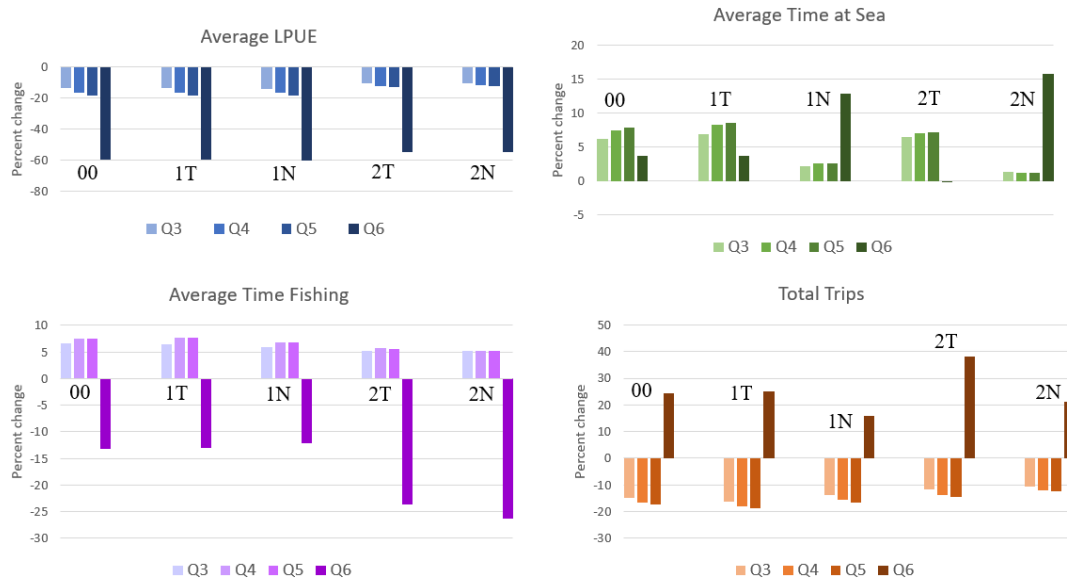 Average LPUE
Percent change
0
-20
-40
-60
-80
00
1T
1N
2T
2N
Q3 Q4 Q5 Q6
Average Time at Sea
Percent change
20
15
10
5
0
-5
00
1T
1N
2T
2N
Q3 Q4 Q5 Q6
Average Time Fishing
Percent change
10
5
0
-5
-10
-15
-20
-25
-30
00
1T
1N
2T
2N
Q3 Q4 Q5 Q6
Total Trips
Percent change
50
40
30
20
10
0
-10
-20
-30
00
1T
1N
2T
2N
Q3 Q4 Q5 Q6